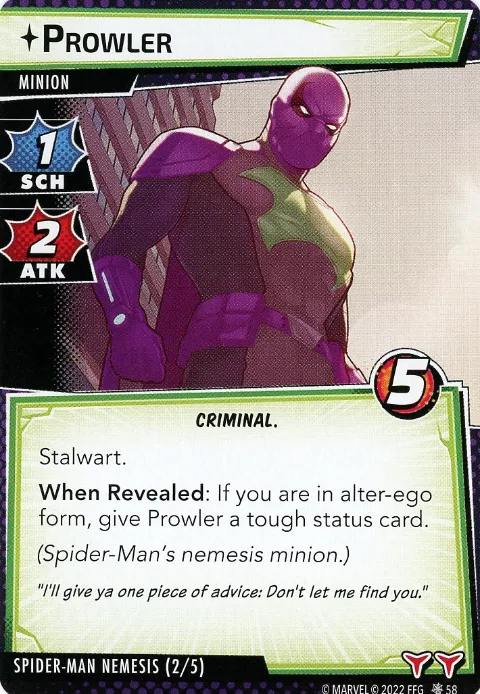 Prowler
MINION
1
SCH
2
ATK
5
CRIMINAL.
Stalwart.
When Revealed: If you are in alter-ego
form, give Prowler a tough status card.
(Spider-Man's nemesis minion.)
"I'll give ya one piece of advice: Don't let me find you."
SPIDER-MAN NEMESIS (2/5)
© MARVEL © 2022 FFG 58